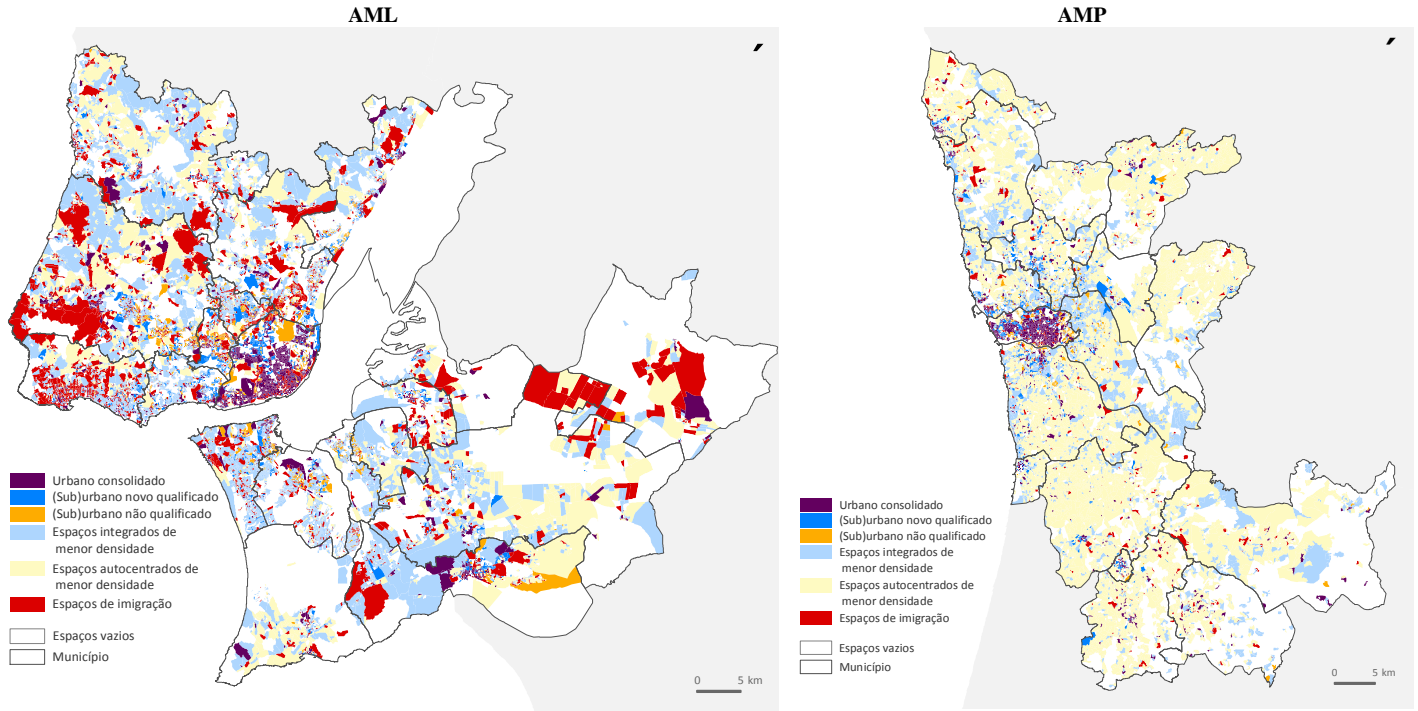 AML
Urbano consolidado
(Sub)urbano novo qualificado
(Sub)urbano não qualificado
Espaços integrados de
menor densidade
Espaços autocentrados de
menor densidade
Espaços de imigração
Espaços vazios
Município
0 5 km
AMP
Urbano consolidado
(Sub)urbano novo qualificado
(Sub)urbano não qualificado
Espaços integrados de
menor densidade
Espaços autocentrados de
menor densidade
Espaços de imigração
Espaços vazios
Município
0 5 km